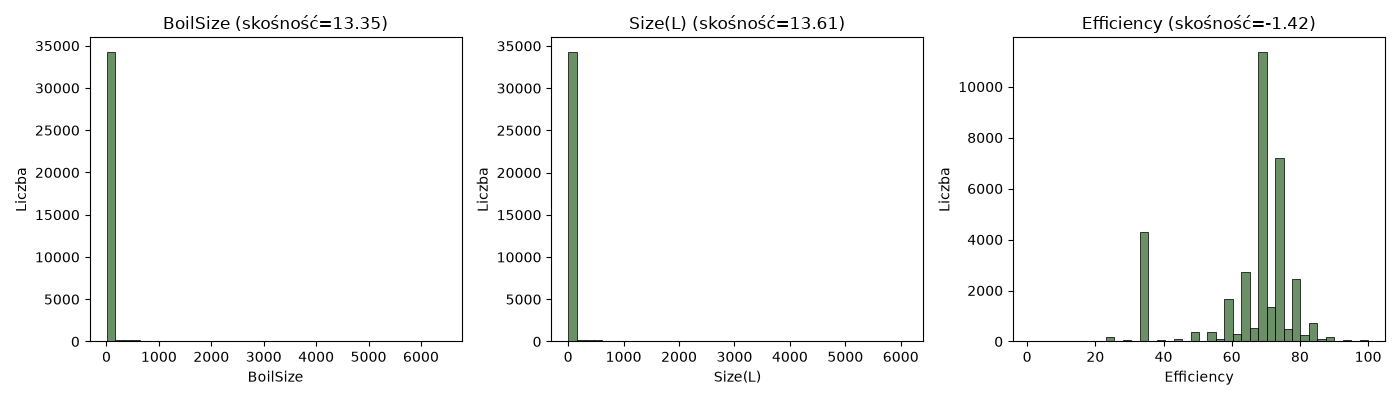 BoilSize (skośność=13.35)
35000
30000
25000
20000
15000
10000
5000
0
Liczba
0 1000 2000 3000 4000 5000 6000
BoilSize
Size(L) (skośność=13.61)
35000
30000
25000
20000
15000
10000
5000
0
Liczba
0 1000 2000 3000 4000 5000 6000
Size(L)
Efficiency (skośność=-1.42)
10000
8000
6000
4000
2000
0
Liczba
0 20 40 60 80 100
Efficiency